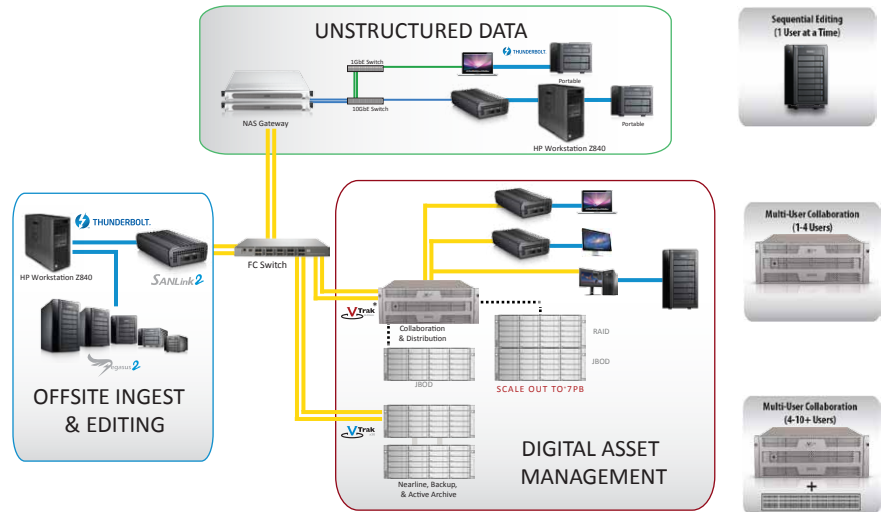 UNSTRUCTURED DATA
1GbE Switch
THUNDERBOLT.
Portable
10GbE Switch
NAS Gateway
HP Workstation Z840
Portable
Sequential Editing
(1 User at a Time)
THUNDERBOLT.
HP Workstation Z840
SANLink2
Pegasus2
OFFSITE INGEST
& EDITING
FC Switch
VTrak
Collaboration
& Distribution
JBOD
RAID
JBOD
SCALE OUT TO 7PB
VTrak
Nearline, Backup,
& Active Archive
DIGITAL ASSET
MANAGEMENT
Multi-User Collaboration
(1-4 Users)
Multi-User Collaboration
(4-10+ Users)
+